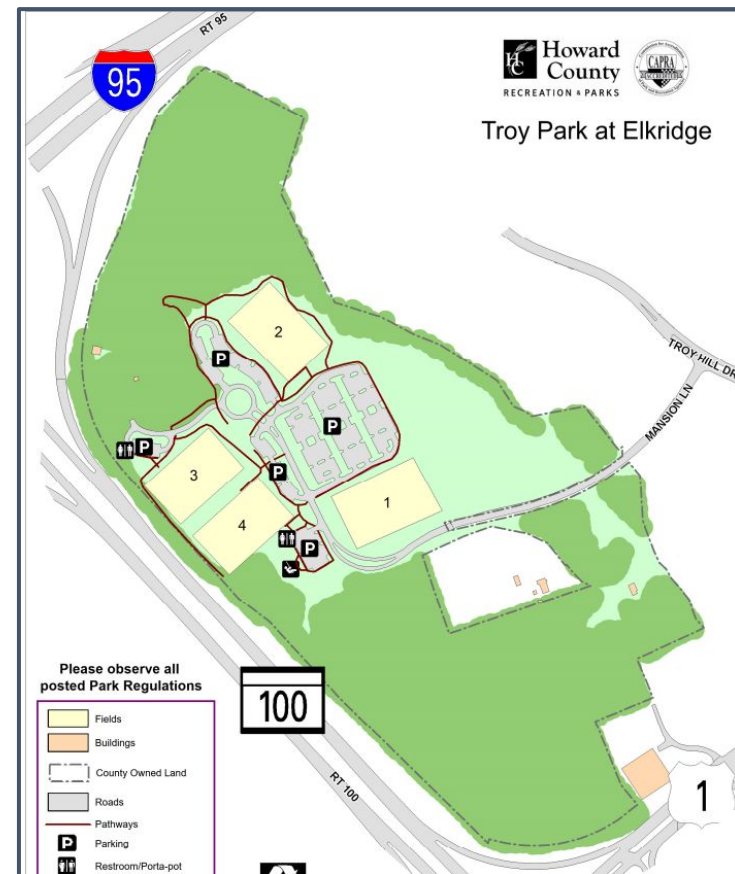 RT 95
95
Howard
County
RECREATION & PARKS
CAPRA
ACCREDITED
Troy Park at Elkridge
TROY HILL DR
MANSION LN
2
P
P
P
3
P
4
1
P
Please observe all
posted Park Regulations
Fields
Buildings
County Owned Land
Roads
Pathways
P Parking
Restroom/Porta-pot
100
RT 100
1